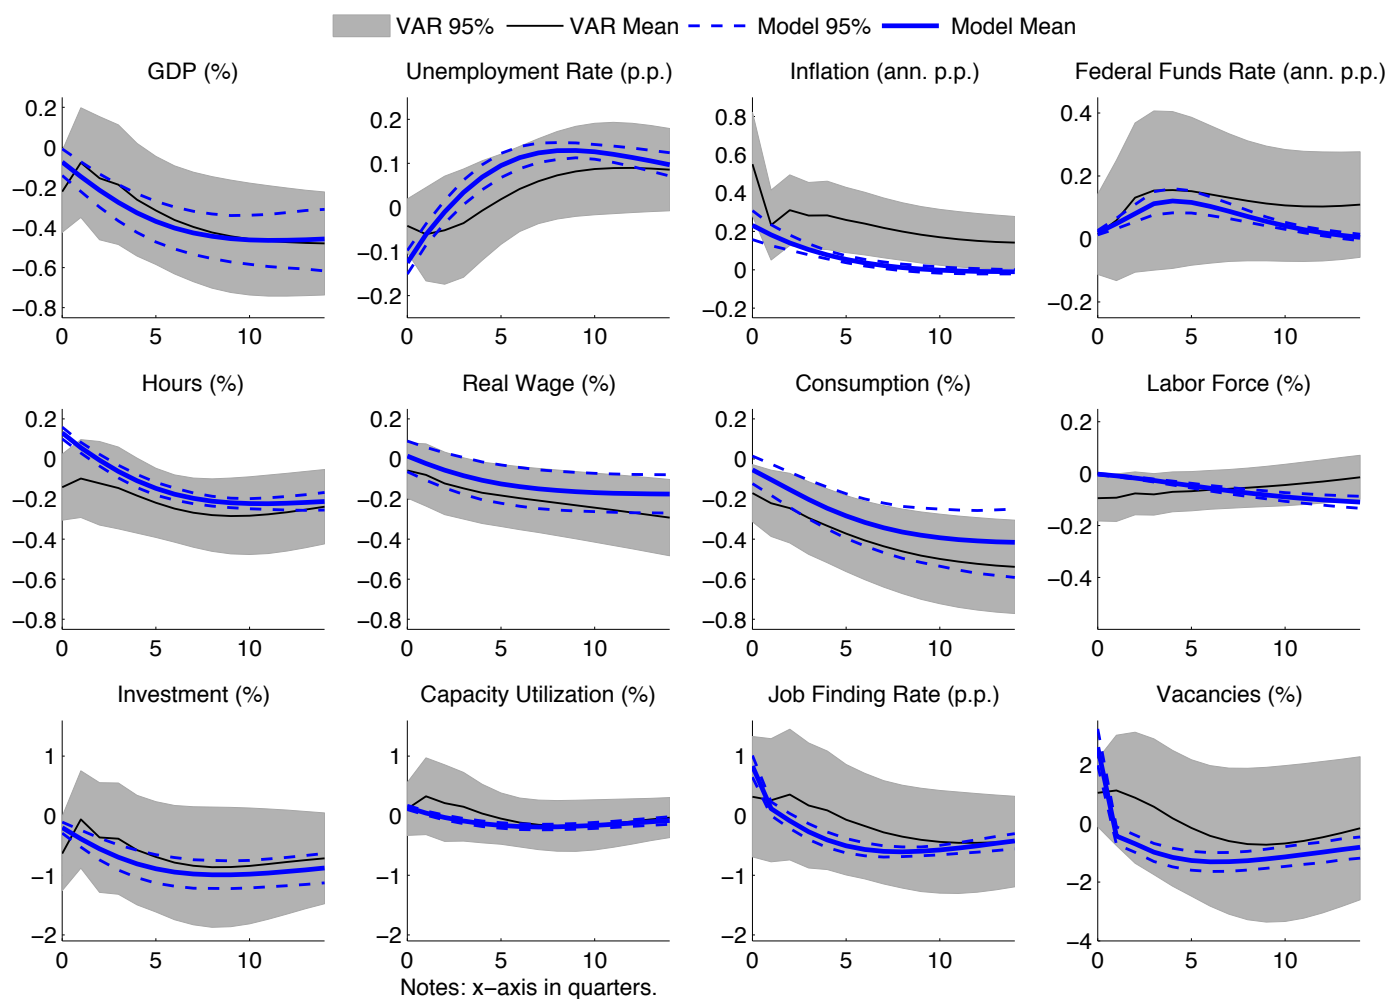 VAR 95% VAR Mean Model 95% Model Mean
GDP (%) Unemployment Rate (p.p.) Inflation (ann. p.p.) Federal Funds Rate (ann. p.p.)
0.2 0.2 0.8 0.4
0 0.1 0.6 0.2
−0.2 0 0.4 0
−0.4 −0.1 0.2 −0.2
−0.6 −0.2 0
−0.8 −0.2
0 5 10 0 5 10 0 5 10 0 5 10
Hours (%) Real Wage (%) Consumption (%) Labor Force (%)
0.2 0.2 0.2 0.2
0 0 0 0
−0.2 −0.2 −0.2 −0.2
−0.4 −0.4 −0.4 −0.4
−0.6 −0.6 −0.6
−0.8 −0.8 −0.8
0 5 10 0 5 10 0 5 10 0 5 10
Investment (%) Capacity Utilization (%) Job Finding Rate (p.p.) Vacancies (%)
1 1 1 2
0 0 0 0
−1 −1 −1 −2
−2 −2 −2 −4
0 5 10 0 5 10 0 5 10 0 5 10
Notes: x−axis in quarters.